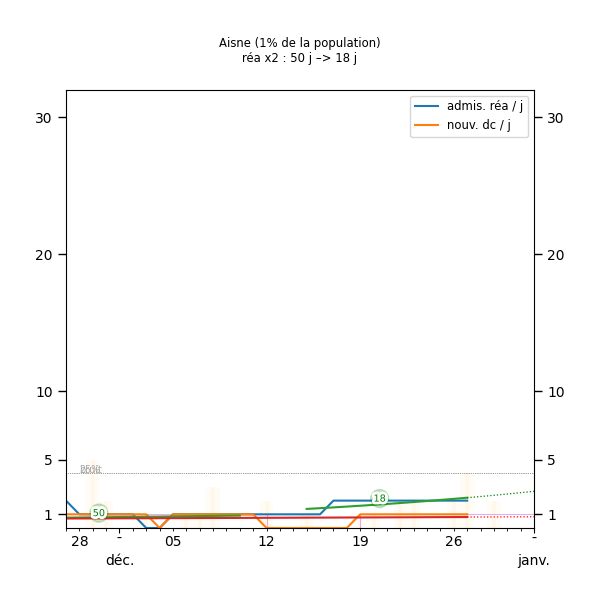 Aisne (1% de la population)
réa x2 : 50 j –> 18 j
admis. réa / j
nouv. dc / j
30 30
20 20
10 10
5 5
1 1
50
18
28 - 05 12 19 26 -
déc. janv.